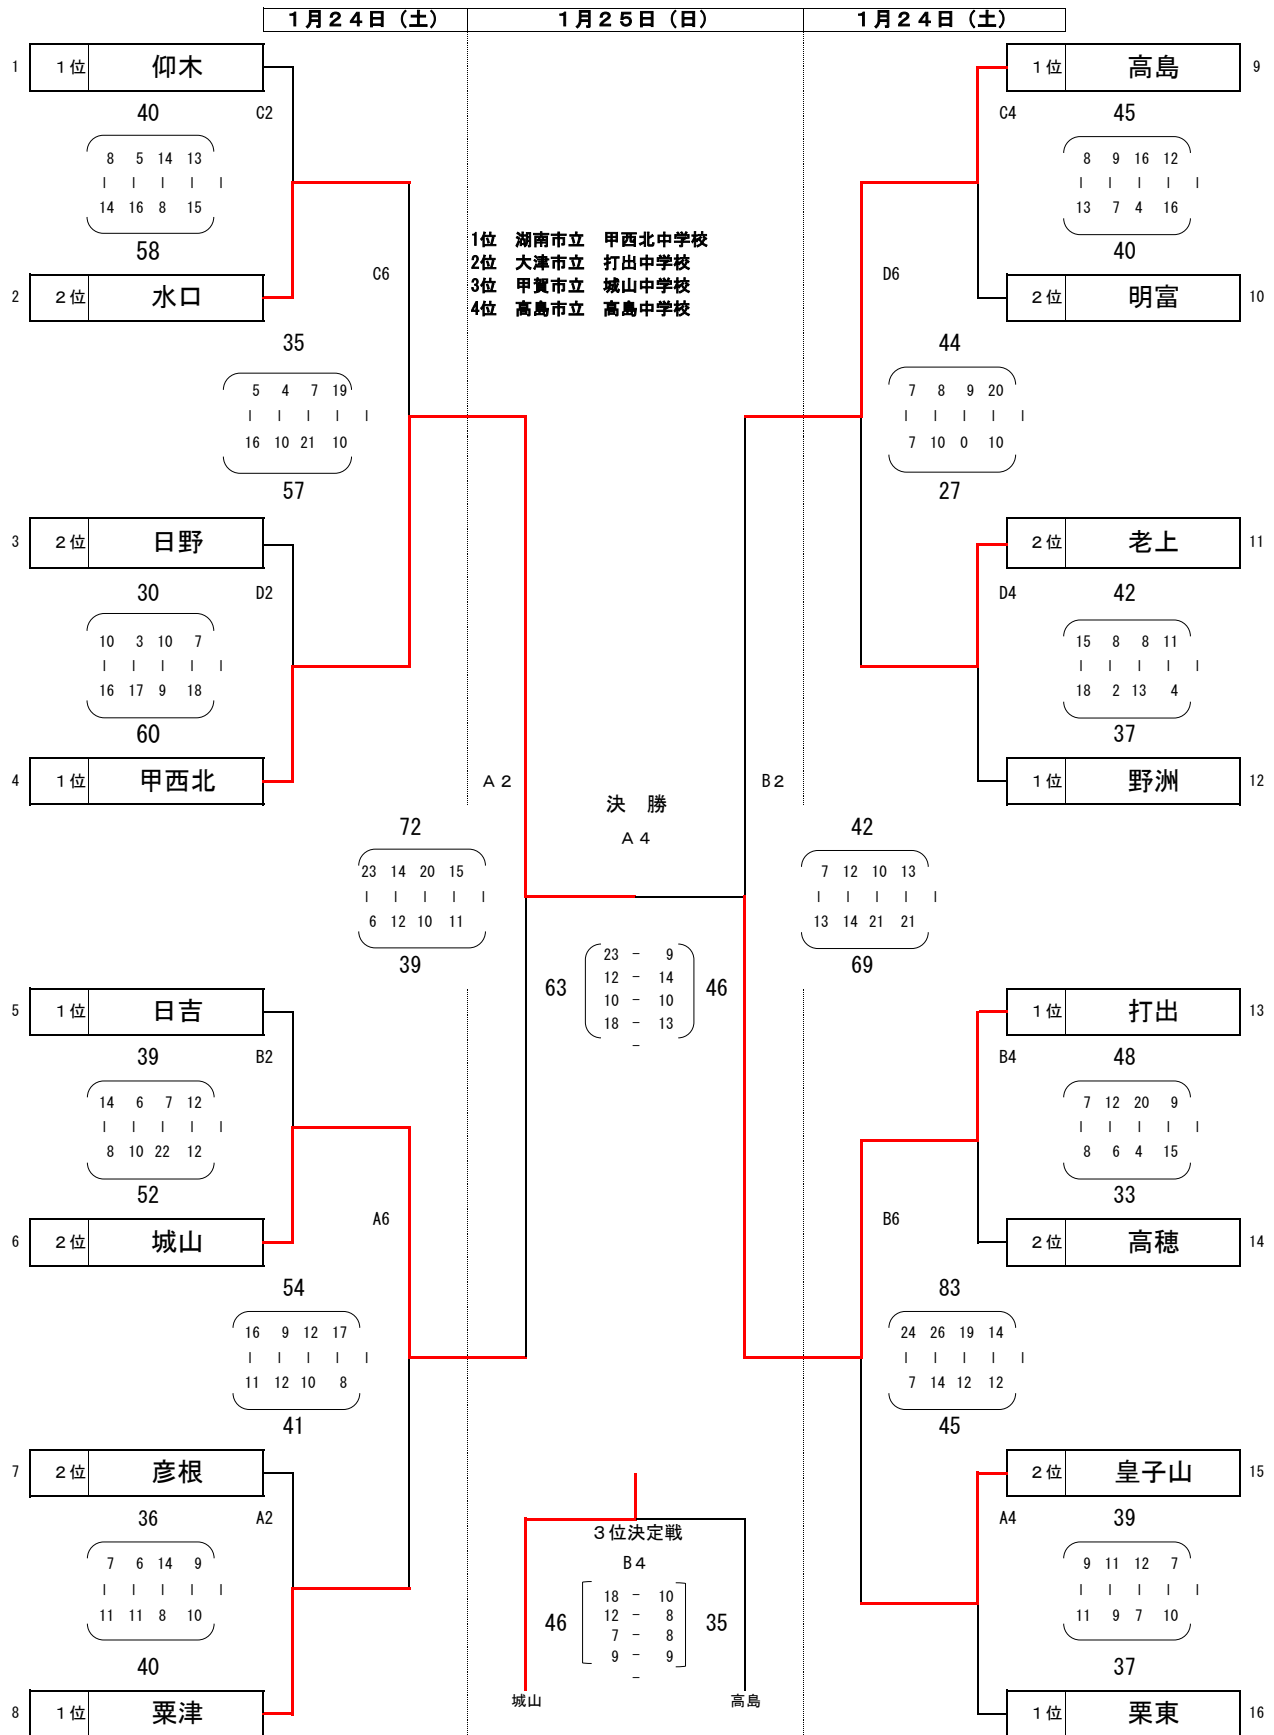 １月２４日（土） １月２５日（日） １月２４日（土）
1 １位 仰木 １位 高島 9
40 C2 C4 45
8 5 14 13 8 9 16 12
| | | | | | | | | |
14 16 8 15 13 7 4 16
58 40
1位 湖南市立 甲西北中学校
2位 大津市立 打出中学校
3位 甲賀市立 城山中学校
4位 高島市立 高島中学校
C6 D6
2 ２位 水口 ２位 明富 10
35 44
5 4 7 19 7 8 9 20
| | | | | | | | | |
16 10 21 10 7 10 0 10
57 27
3 ２位 日野 ２位 老上 11
30 D2 D4 42
10 3 10 7 15 8 8 11
| | | | | | | | | |
16 17 9 18 18 2 13 4
60 37
4 １位 甲西北 Ａ２ B２ １位 野洲 12
決 勝
Ａ４
72 42
23 14 20 15 7 12 10 13
| | | | | | | | | |
6 12 10 11 13 14 21 21
39 69
63 46
23 － 9
12 － 14
10 － 10
18 － 13
－
5 １位 日吉 １位 打出 13
39 B2 B4 48
14 6 7 12 7 12 20 9
| | | | | | | | | |
8 10 22 12 8 6 4 15
52 33
A6 B6
6 ２位 城山 ２位 高穂 14
54 83
16 9 12 17 24 26 19 14
| | | | | | | | | |
11 12 10 8 7 14 12 12
41 45
7 ２位 彦根 ２位 皇子山 15
36 A2 A4 39
7 6 14 9 9 11 12 7
| | | | | | | | | |
11 11 8 10 11 9 7 10
40 37
３位決定戦
Ｂ４
46 35
18 － 10
12 － 8
7 － 8
9 － 9
－
城山 高島
8 １位 粟津 １位 栗東 16